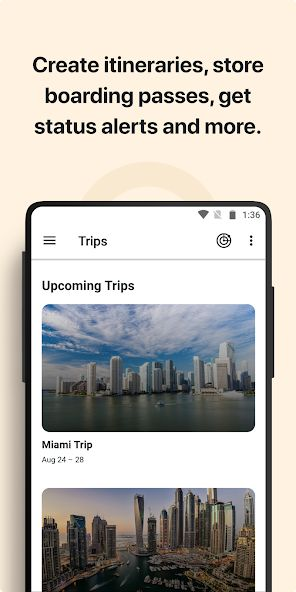 Create itineraries, store
boarding passes, get
status alerts and more.
1:36
Trips
Upcoming Trips
Miami Trip
Aug 24 – 28